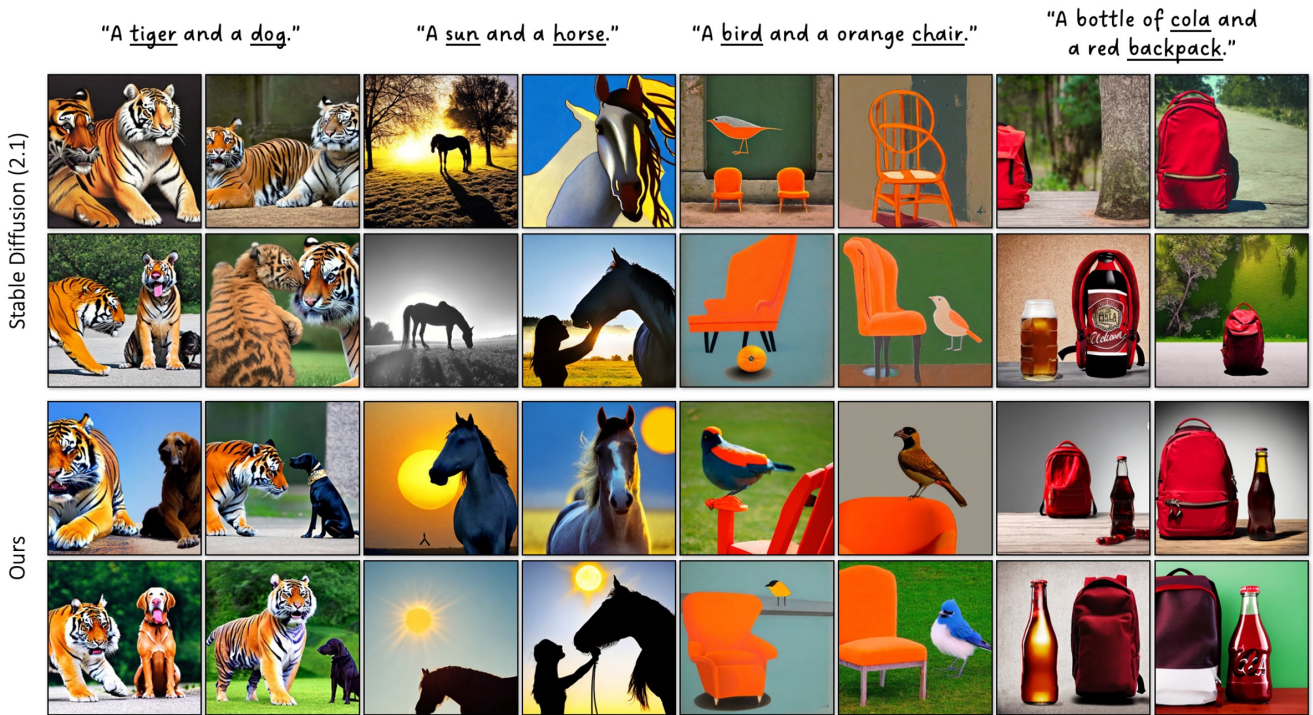 “A tiger and a dog.”
“A sun and a horse.”
“A bird and a orange chair.”
“A bottle of cola and
a red backpack.”
Stable Diffusion (2.1)
Ours